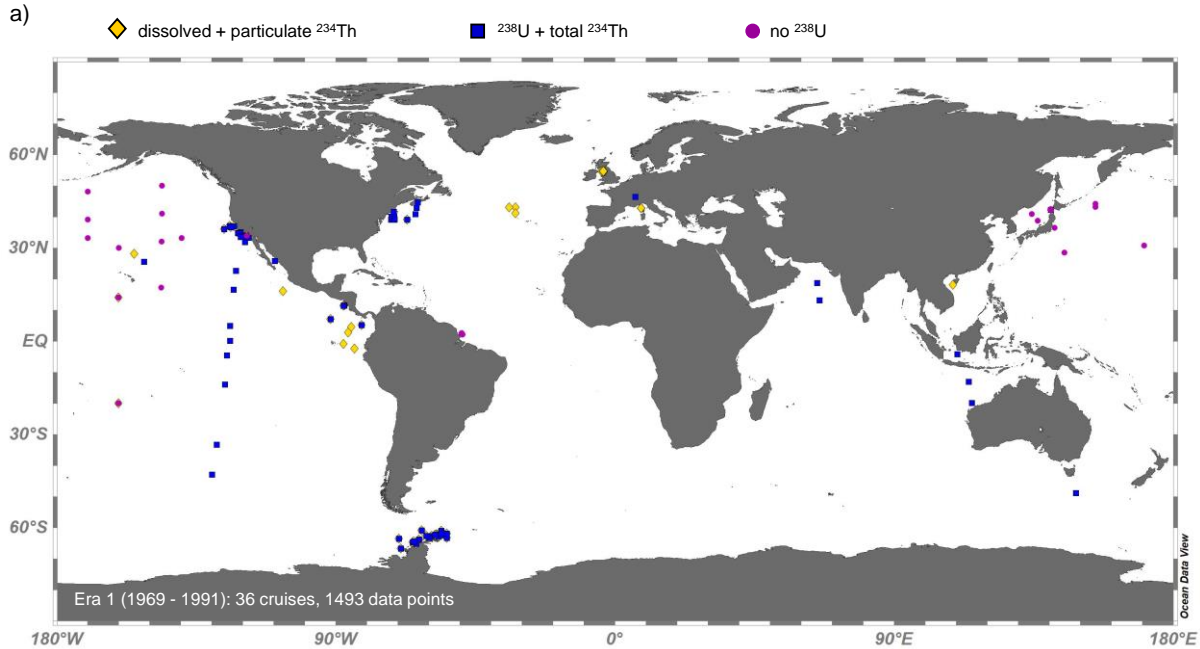 a)
dissolved + particulate ²³⁴Th
²³⁸U + total ²³⁴Th
no ²³⁸U
60°N
30°N
EQ
30°S
60°S
Era 1 (1969 - 1991): 36 cruises, 1493 data points
Ocean Data View
180°W
90°W
0°
90°E
180°E